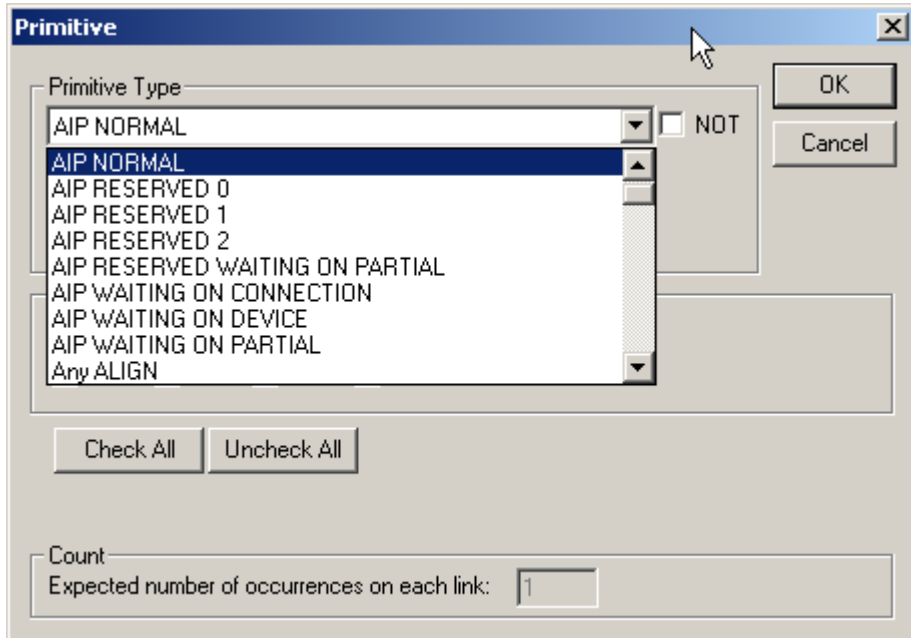 Primitive
Primitive Type
OK
AIP NORMAL
NOT
Cancel
AIP NORMAL
AIP RESERVED 0
AIP RESERVED 1
AIP RESERVED 2
AIP RESERVED WAITING ON PARTIAL
AIP WAITING ON CONNECTION
AIP WAITING ON DEVICE
AIP WAITING ON PARTIAL
Any ALIGN
Check All
Uncheck All
Count
Expected number of occurrences on each link:
1